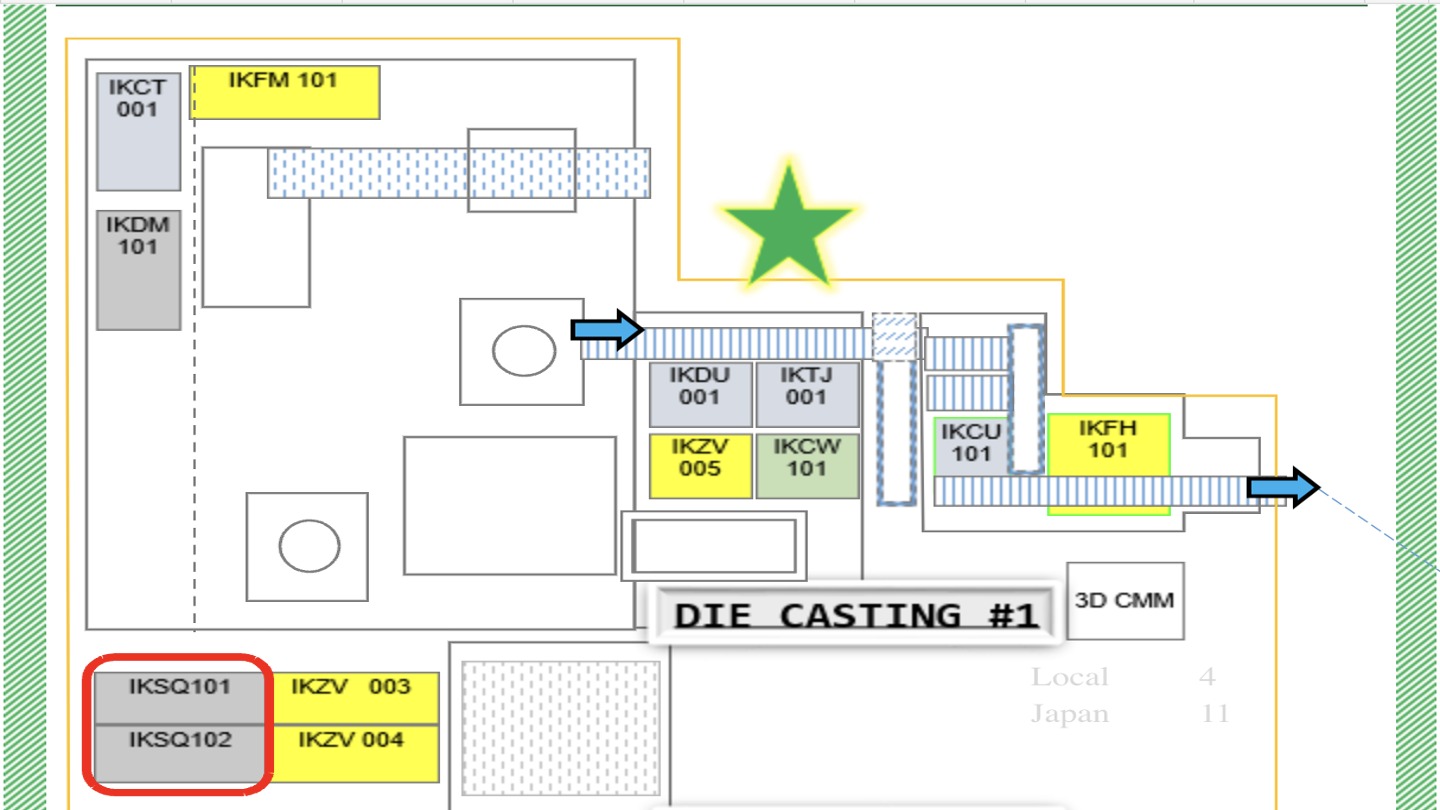 IKCT
001
IKFM 101
IKDM
101
IKDU
001
IKTJ
001
IKZV
005
IKCW
101
IKCU
101
IKFH
101
DIE CASTING #1
3D CMM
Local 4
Japan 11
IKSQ101
IKZV 003
IKSQ102
IKZV 004